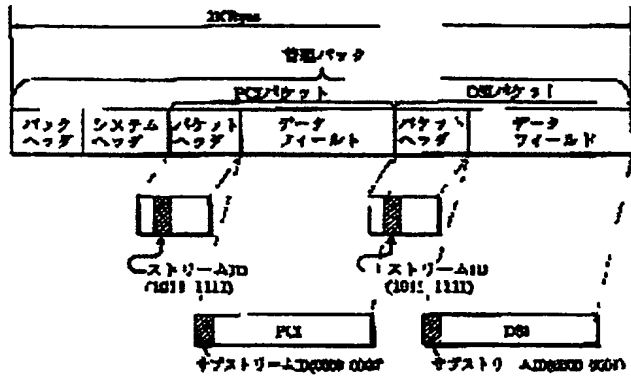 管理パック
PCIパケット DSIパケット
パック システム パケット データ パケット データ
ヘッダ ヘッダ ヘッダ フィールド ヘッダ フィールド
ストリームID ストリームID
(1011 1111) (1011 1111)
PCI DSI
サブストリームID サブストリ